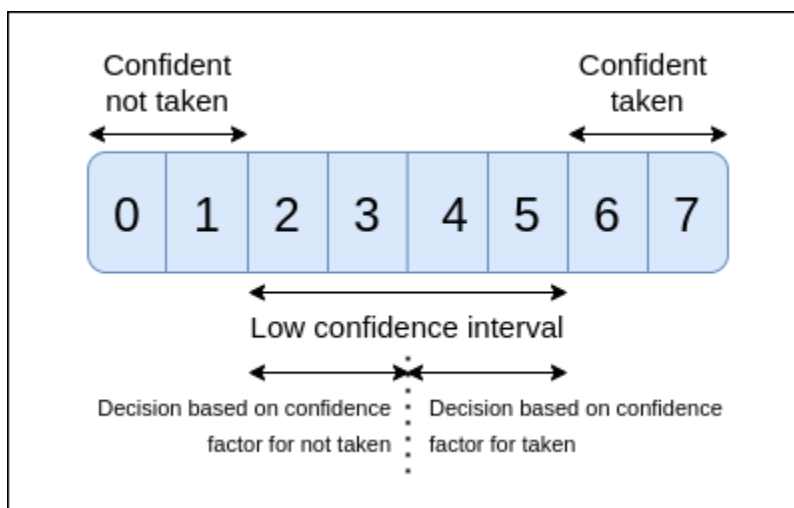 Confident
not taken
Confident
taken
0 1 2 3 4 5 6 7
Low confidence interval
Decision based on confidence
factor for not taken
Decision based on confidence
factor for taken